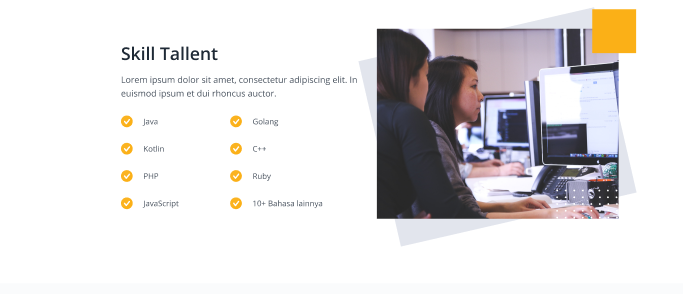 Skill Tallent
Lorem ipsum dolor sit amet, consectetur adipiscing elit. In
euismod ipsum et dui rhoncus auctor.
Java
Golang
Kotlin
C++
PHP
Ruby
JavaScript
10+ Bahasa lainnya